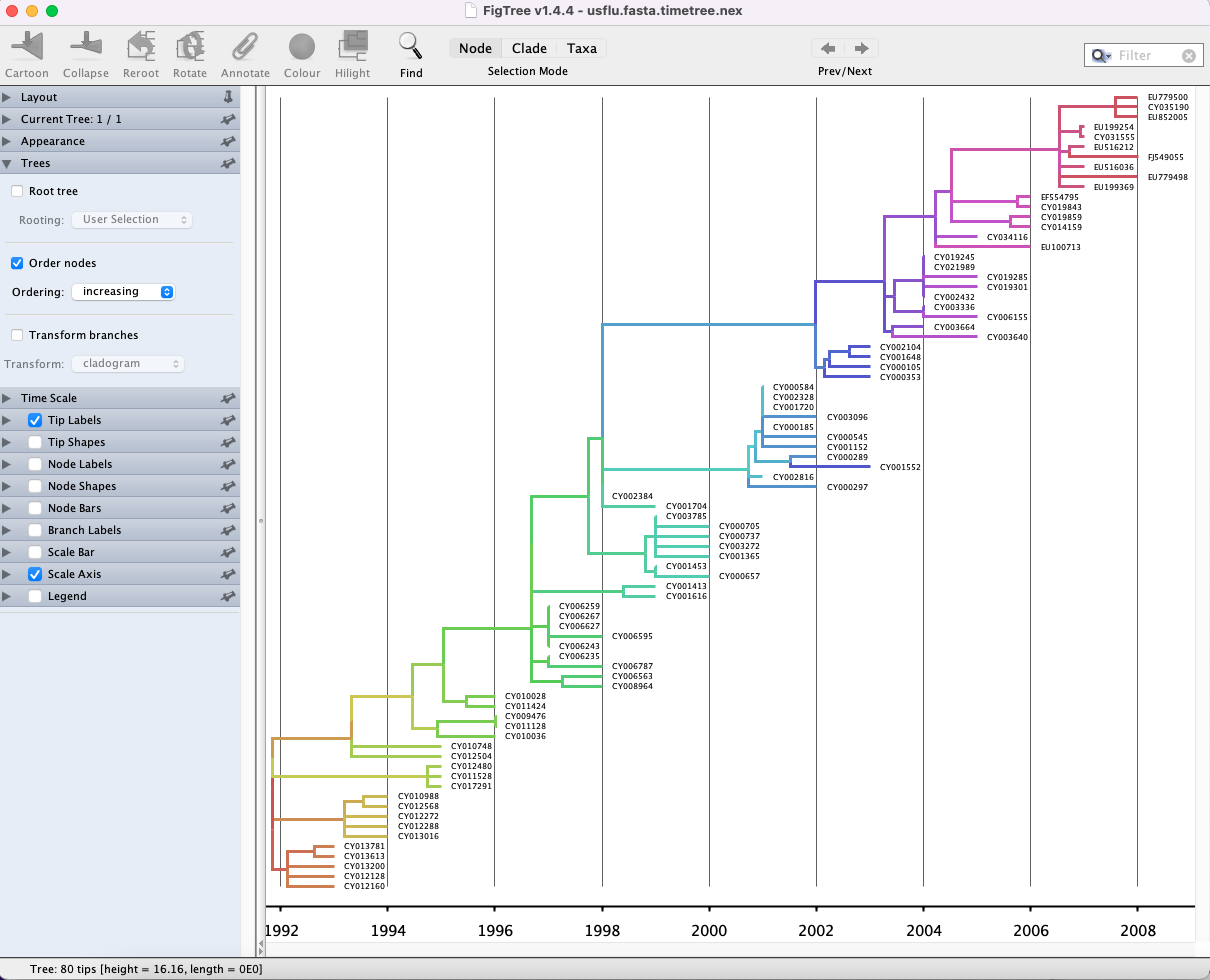 FigTree v1.4.4 - usflu.fasta.timetree.nex
Cartoon Collapse Reroot Rotate Annotate Colour Hilight Find
Node Clade Taxa
Selection Mode
Prev/Next
Filter
Layout
Current Tree: 1 / 1
Appearance
Trees
Root tree
Rooting: User Selection
Order nodes
Ordering: increasing
Transform branches
Transform: cladogram
Time Scale
Tip Labels
Tip Shapes
Node Labels
Node Shapes
Node Bars
Branch Labels
Scale Bar
Scale Axis
Legend
EU779500
CY035190
EU852005
EU199254
CY031555
EU516212
FJ549055
EU516036
EU779498
EU199369
EF554795
CY019843
CY019859
CY014159
CY034116
EU100713
CY019245
CY021989
CY019285
CY019301
CY002432
CY003336
CY006155
CY003664
CY003640
CY002104
CY001648
CY000105
CY000353
CY000584
CY002328
CY001720
CY003096
CY000185
CY000545
CY001152
CY000289
CY001552
CY002816
CY000297
CY002384
CY001704
CY003785
CY000705
CY000737
CY003272
CY001365
CY001453
CY000657
CY001413
CY001616
CY006259
CY006267
CY006627
CY006595
CY006243
CY006235
CY006787
CY006563
CY008964
CY010028
CY011424
CY009476
CY011128
CY010036
CY010748
CY012504
CY012480
CY011528
CY017291
CY010988
CY012568
CY012272
CY012288
CY013016
CY013781
CY013613
CY013200
CY012128
CY012160
1992 1994 1996 1998 2000 2002 2004 2006 2008
Tree: 80 tips [height = 16.16, length = 0E0]